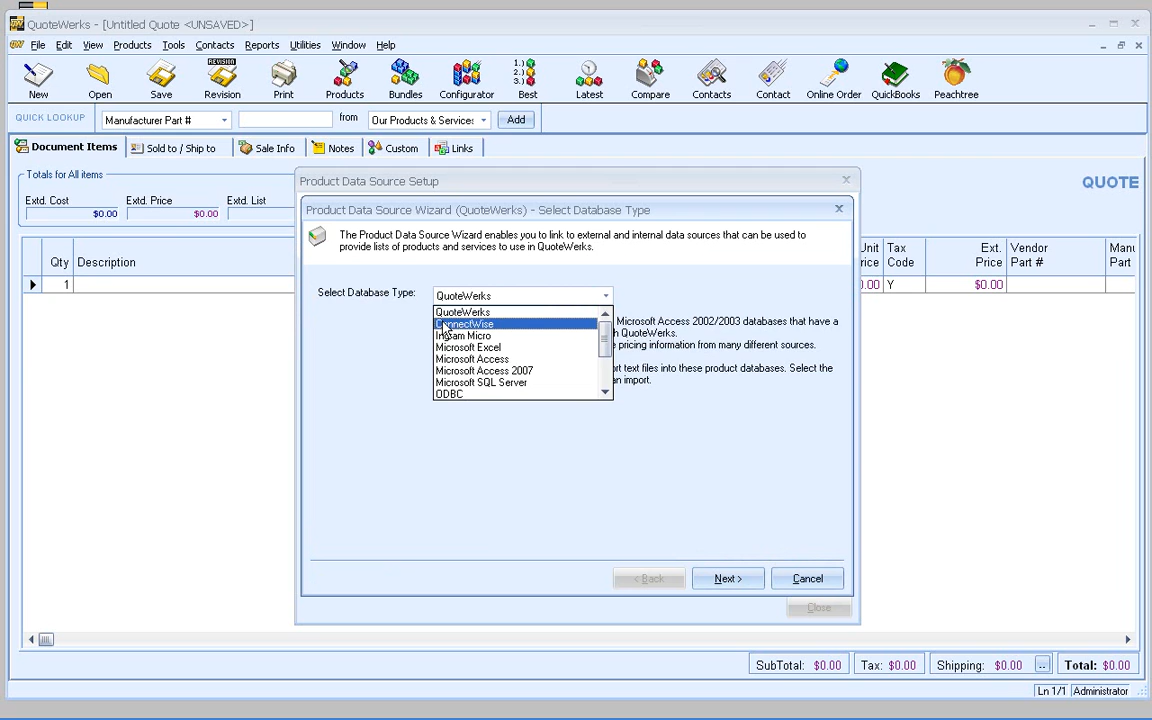 QuoteWerks - [Untitled Quote <UNSAVED>]
File Edit View Products Tools Contacts Reports Utilities Window Help
REVISION
1.)
2.)
3.)
New Open Save Revision Print Products Bundles Configurator Best Latest Compare Contacts Contact Online Order QuickBooks Peachtree
QUICK LOOKUP Manufacturer Part # from Our Products & Services Add
Document Items Sold to / Ship to Sale Info Notes Custom Links
Totals for All items
Extd. Cost Extd. Price Extd. List
$0.00 $0.00
QUOTE
Product Data Source Setup
Product Data Source Wizard (QuoteWerks) - Select Database Type
The Product Data Source Wizard enables you to link to external and internal data sources that can be used to
provide lists of products and services to use in QuoteWerks.
Qty Description Unit Price Tax Code Ext. Price Vendor Part #
1 0.00 Y $0.00
Select Database Type: QuoteWerks
QuoteWerks
ConnectWise
Ingram Micro
Microsoft Excel
Microsoft Access
Microsoft Access 2007
Microsoft SQL Server
ODBC
Microsoft Access 2002/2003 databases that have a
QuoteWerks.
pricing information from many different sources.
text files into these product databases. Select the
import.
< Back Next > Cancel
Close
SubTotal: $0.00 Tax: $0.00 Shipping: $0.00 .. Total: $0.00
Ln 1/1 Administrator